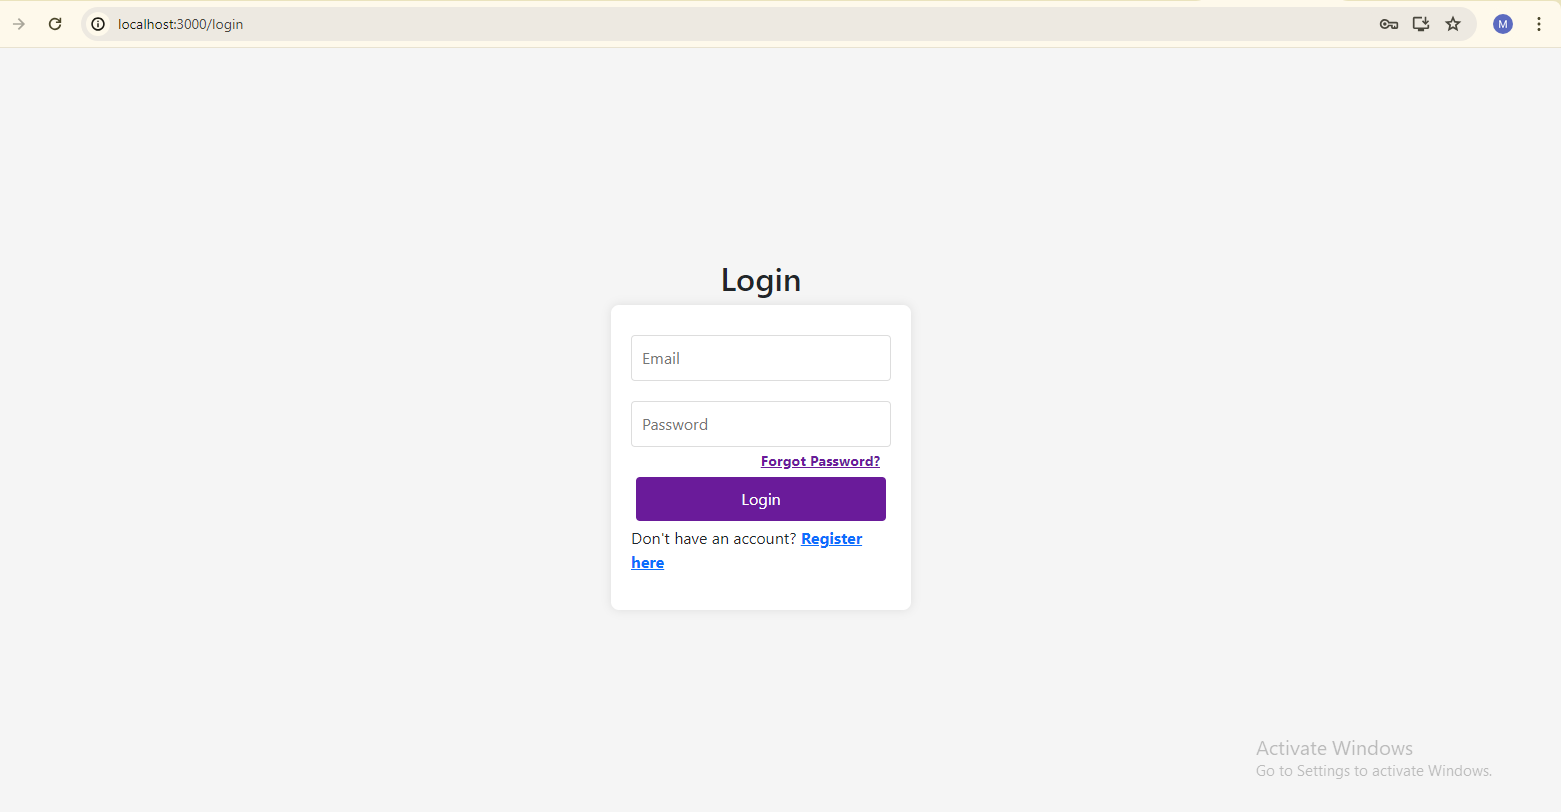 localhost:3000/login
M
Login
Email
Password
Forgot Password?
Login
Don't have an account? Register
here
Activate Windows
Go to Settings to activate Windows.